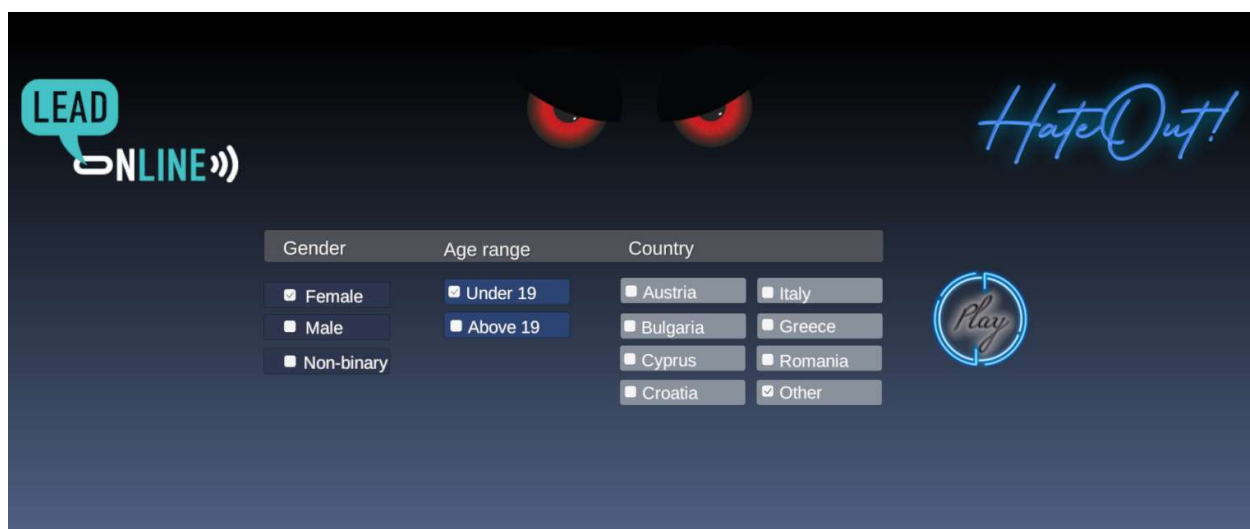 LEAD
ONLINE
HateOut!
Gender Age range Country
Female Under 19 Austria Italy
Male Above 19 Bulgaria Greece
Non-binary Cyprus Romania
Croatia Other
Play